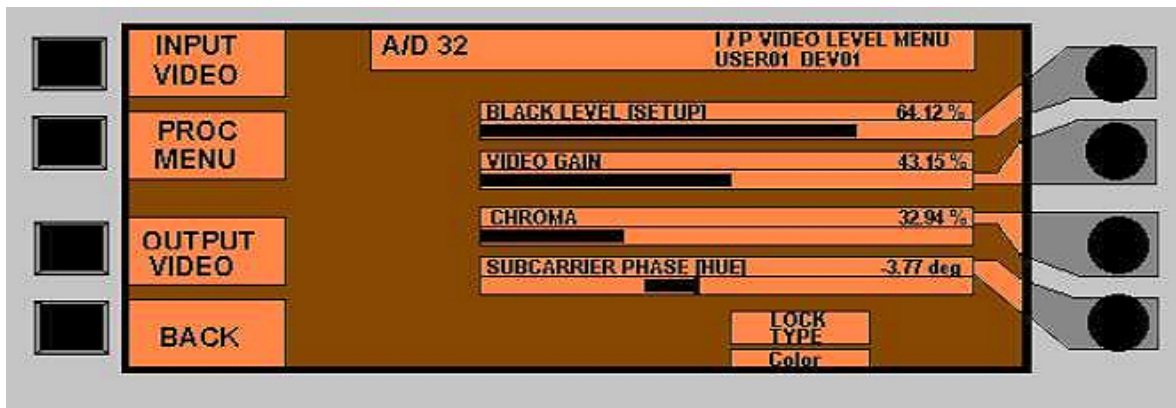 INPUT
VIDEO
PROC
MENU
OUTPUT
VIDEO
BACK
A/D 32
I/P VIDEO LEVEL MENU
USER01 DEV01
BLACK LEVEL [SETUP] 64.12 %
VIDEO GAIN 43.15 %
CHROMA 32.94 %
SUBCARRIER PHASE [HUE] -3.77 deg
LOCK
TYPE
Color